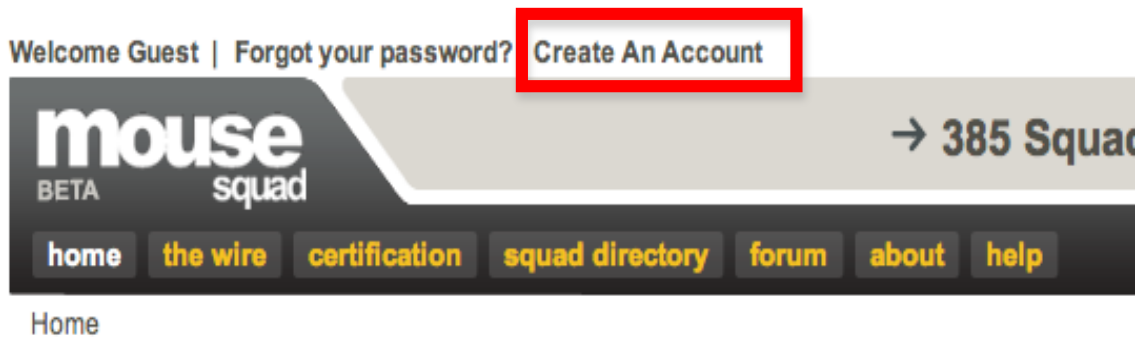 Welcome Guest | Forgot your password? Create An Account
mouse
BETA squad
→ 385 Squad
home the wire certification squad directory forum about help
Home